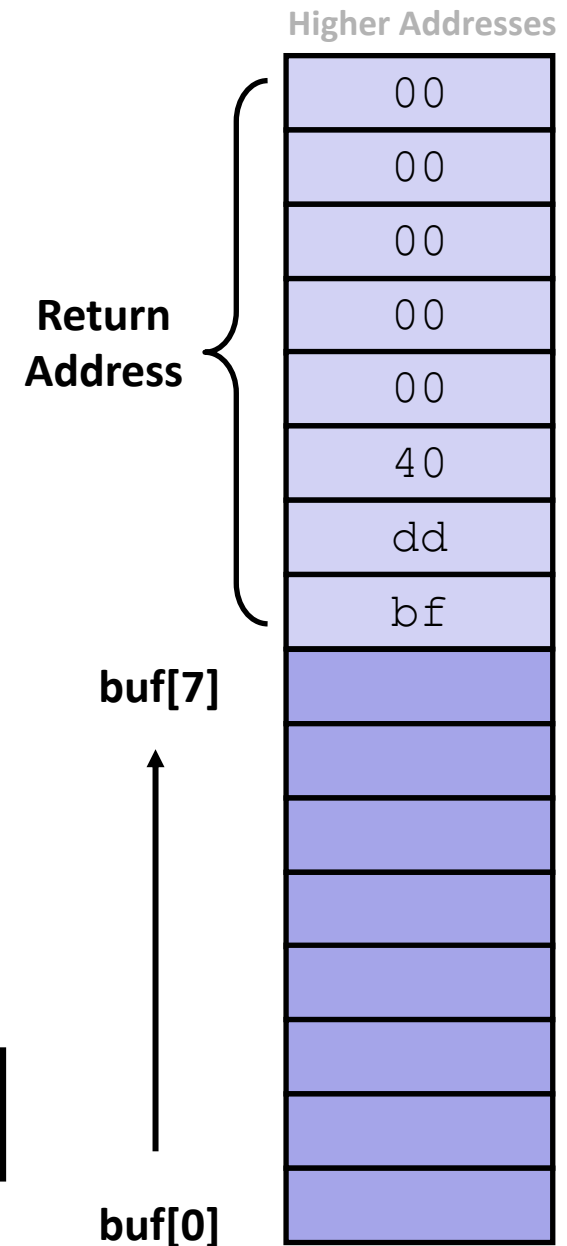 Higher Addresses
00
00
00
00
Return
Address
00
40
dd
bf
buf[7]
buf[0]